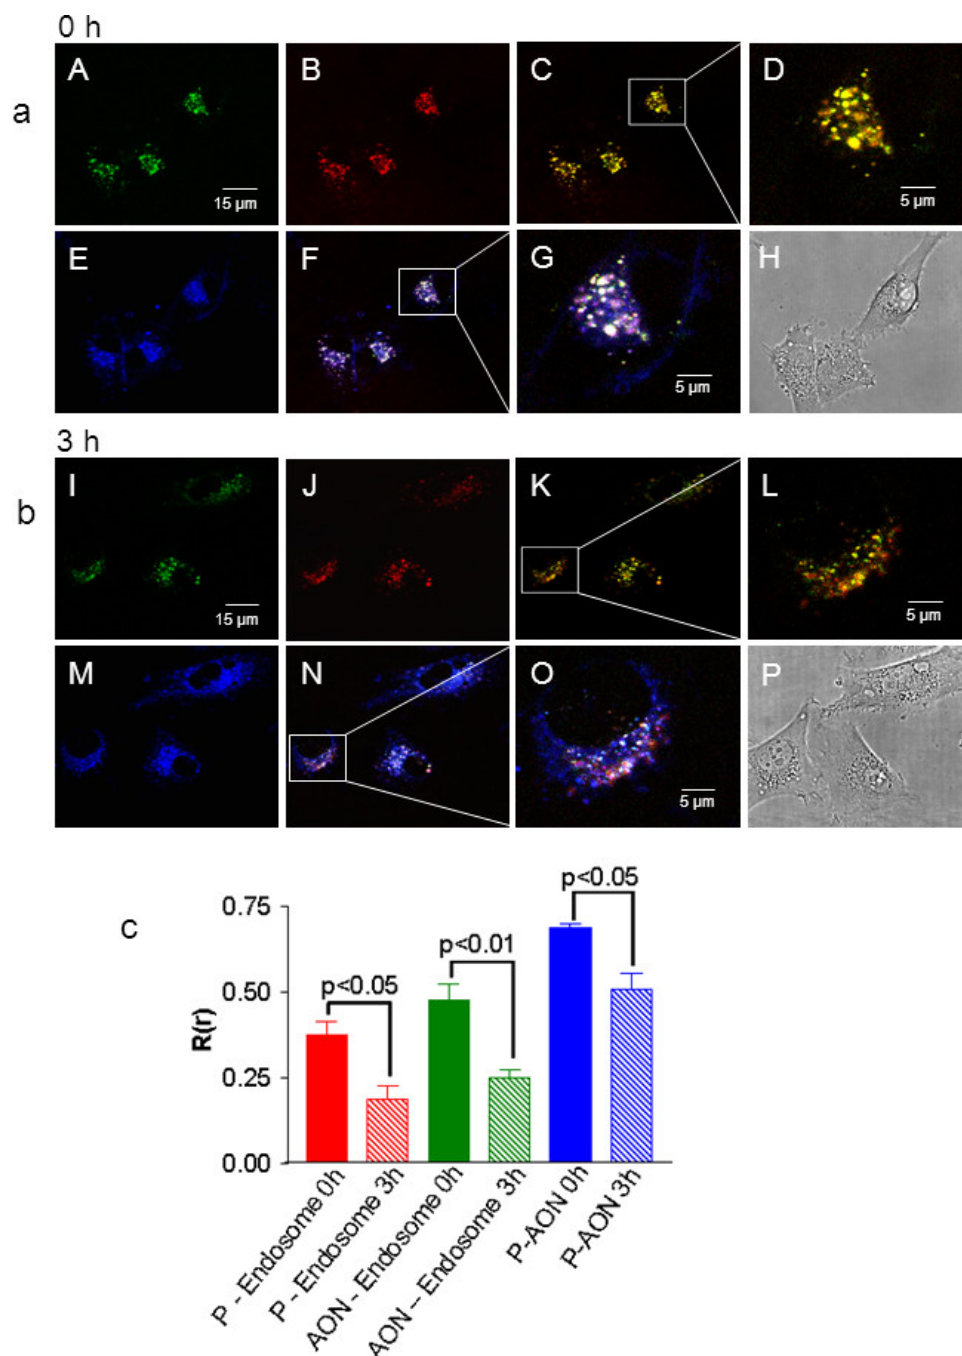 0 h
a
A B C D
15 µm
5 µm
E F G H
5 µm
3 h
b
I J K L
15 µm
5 µm
M N O P
5 µm
c
p<0.05
p<0.01
p<0.05
R(r)
0.75
0.50
0.25
0.00
P - Endosome 0h
P - Endosome 3h
AON - Endosome 0h
AON -- Endosome 3h
P-AON 0h
P-AON 3h